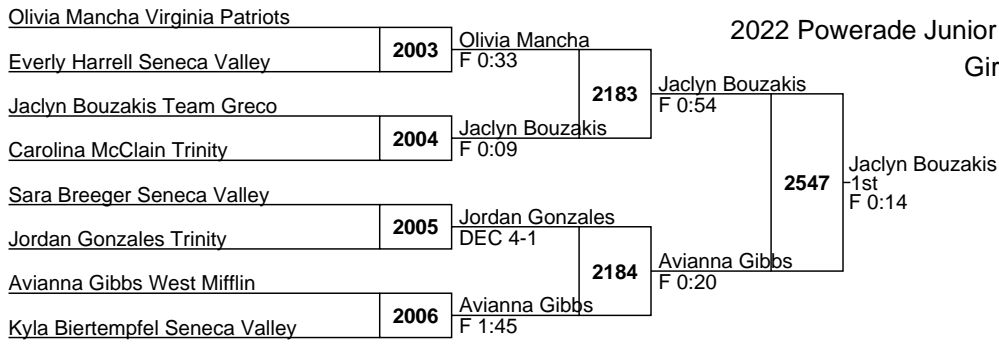 Olivia Mancha Virginia Patriots
2003
Everly Harrell Seneca Valley
Olivia Mancha
F 0:33
Jaclyn Bouzakis Team Greco
2004
Carolina McClain Trinity
Jaclyn Bouzakis
F 0:09
2183
Jaclyn Bouzakis
F 0:54
Sara Breeger Seneca Valley
2005
Jordan Gonzales Trinity
Jordan Gonzales
DEC 4-1
Avianna Gibbs West Mifflin
2006
Kyla Biertempfel Seneca Valley
Avianna Gibbs
F 1:45
2184
Avianna Gibbs
F 0:20
2547
Jaclyn Bouzakis
1st
F 0:14
2022 Powerade Junior
Gir